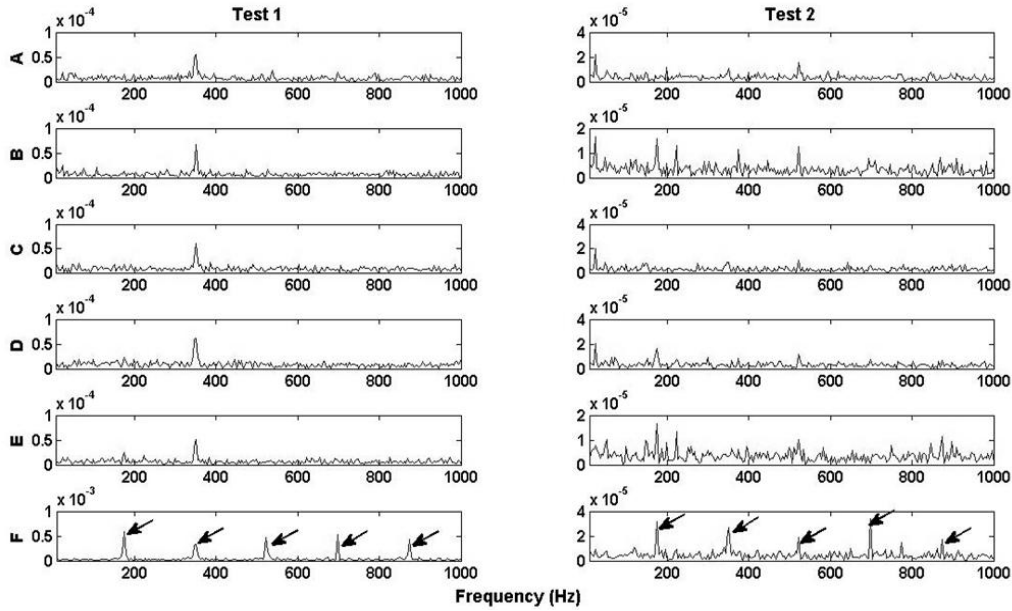 Test 1 Test 2
x 10^-4 x 10^-5
A 1 0.5 0 4 2 0
200 400 600 800 1000 200 400 600 800 1000
x 10^-4 x 10^-5
B 1 0.5 0 2 1 0
200 400 600 800 1000 200 400 600 800 1000
x 10^-4 x 10^-5
C 1 0.5 0 4 2 0
200 400 600 800 1000 200 400 600 800 1000
x 10^-4 x 10^-5
D 1 0.5 0 4 2 0
200 400 600 800 1000 200 400 600 800 1000
x 10^-4 x 10^-5
E 1 0.5 0 2 1 0
200 400 600 800 1000 200 400 600 800 1000
x 10^-3 x 10^-5
F 1 0.5 0 4 2 0
200 400 600 800 1000 200 400 600 800 1000
Frequency (Hz)